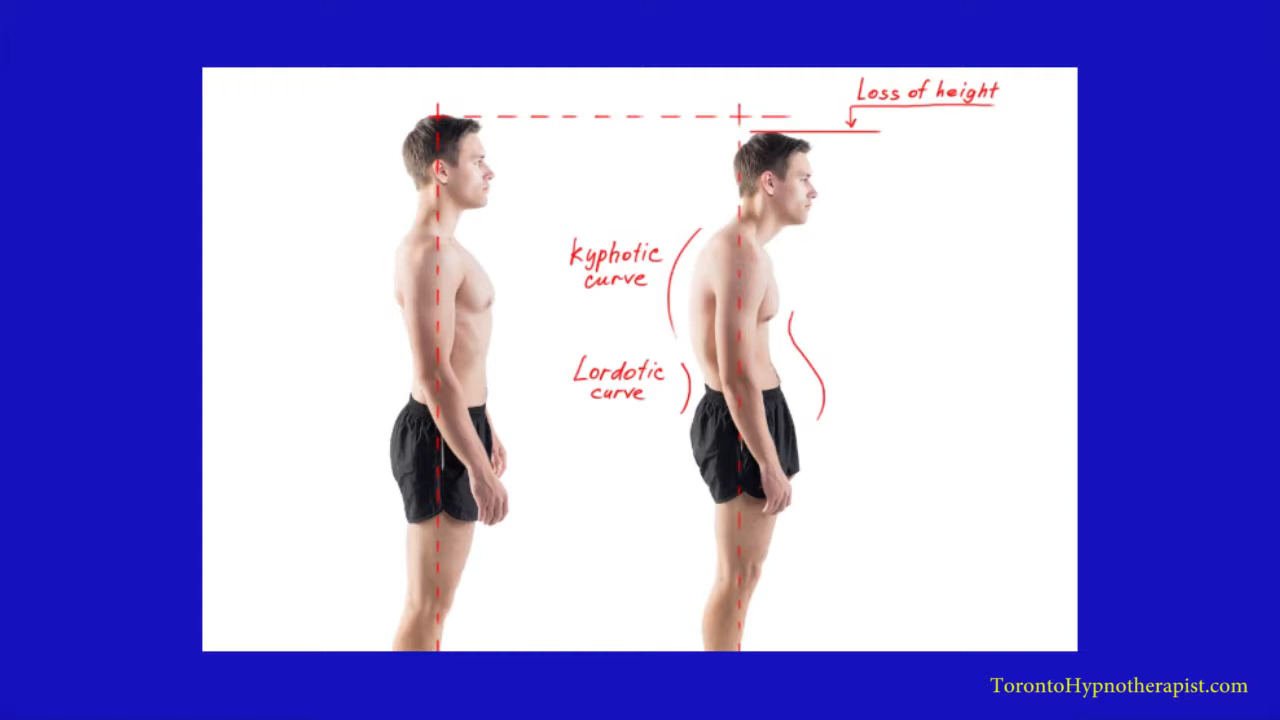 Loss of height
kyphotic
curve
Lordotic
curve
TorontoHypnotherapist.com